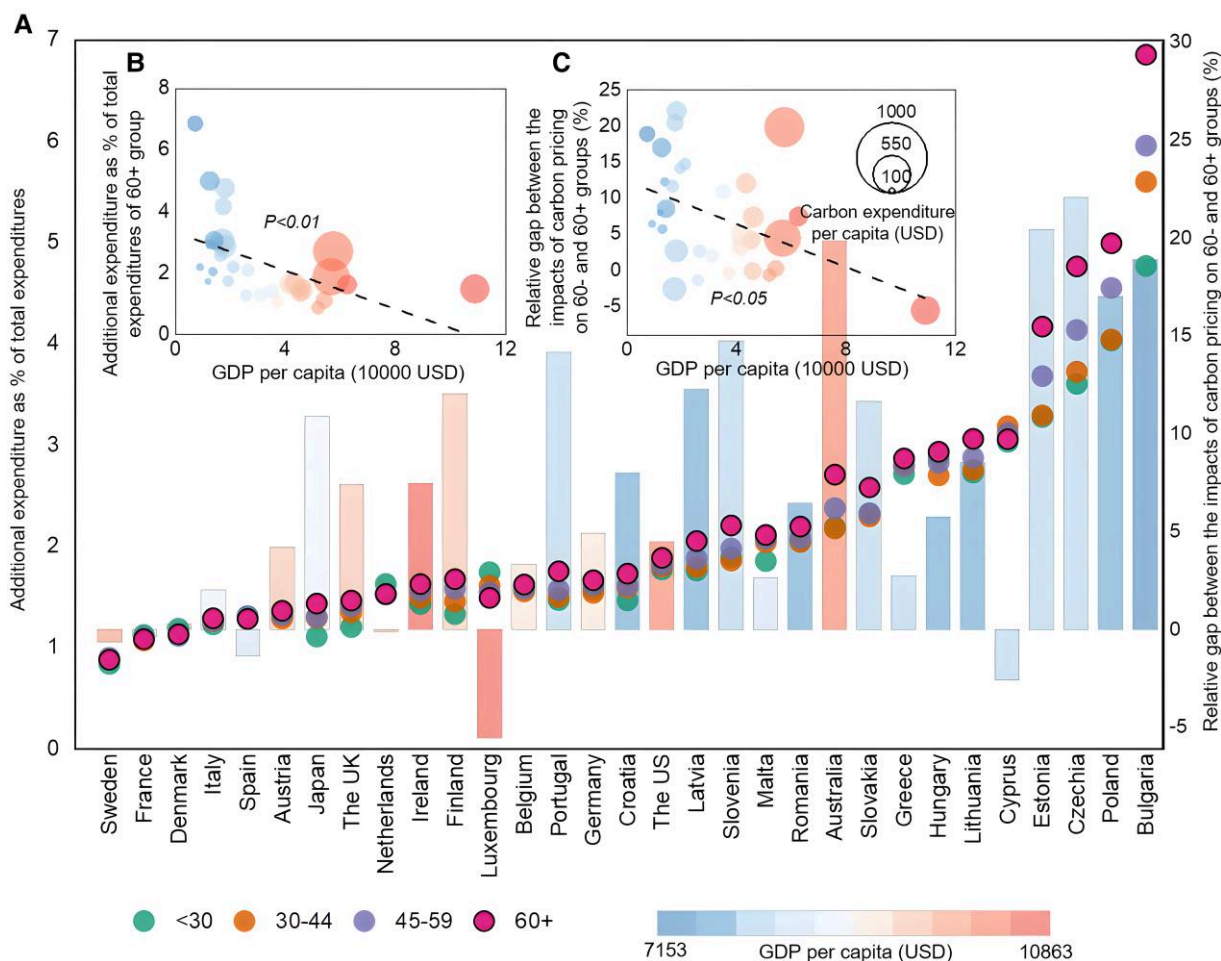 A
B
C
7
6
5
4
3
2
1
0
Additional expenditure as % of total expenditures
30
25
20
15
10
5
0
-5
Relative gap between the impacts of carbon pricing on 60- and 60+ groups (%)
Additional expenditure as % of total
expenditures of 60+ group
8
6
4
2
0
P<0.01
0
4
8
12
GDP per capita (10000 USD)
Relative gap between the
impacts of carbon pricing
on 60- and 60+ groups (%)
25
20
15
10
5
0
-5
1000
550
100
Carbon expenditure
per capita (USD)
P<0.05
0
4
8
12
GDP per capita (10000 USD)
Sweden
France
Denmark
Italy
Spain
Austria
Japan
The UK
Netherlands
Ireland
Finland
Luxembourg
Belgium
Portugal
Germany
Croatia
The US
Latvia
Slovenia
Malta
Romania
Australia
Slovakia
Greece
Hungary
Lithuania
Cyprus
Estonia
Czechia
Poland
Bulgaria
<30
30-44
45-59
60+
7153
GDP per capita (USD)
10863